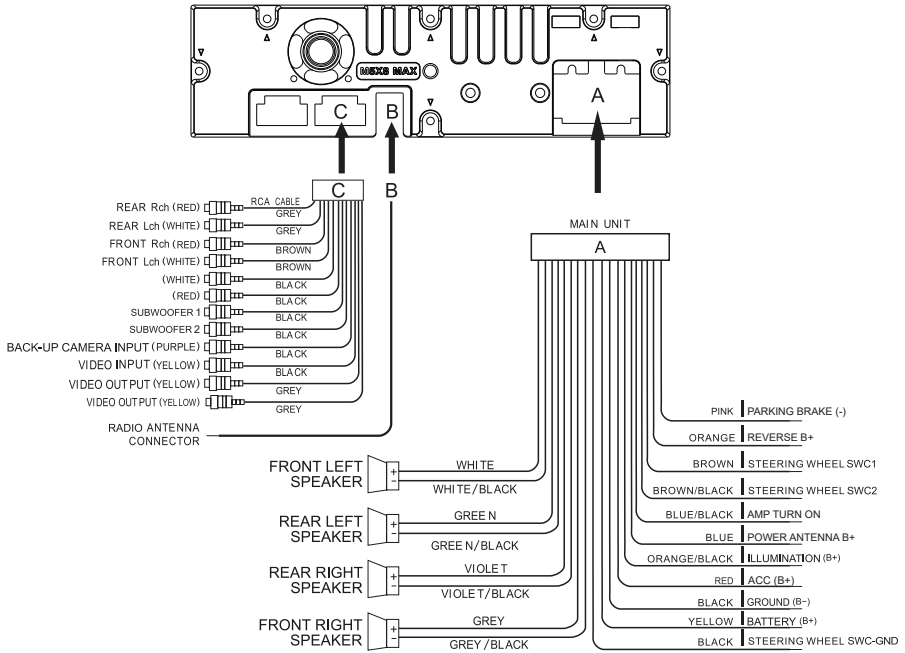 M5X8 MAX
C
B
A
C
B
RCA CABLE
REAR Rch (RED)
GREY
REAR Lch (WHITE)
GREY
FRONT Rch (RED)
BROWN
FRONT Lch (WHITE)
BROWN
(WHITE)
BLACK
(RED)
BLACK
SUBWOOFER 1
BLACK
SUBWOOFER 2
BLACK
BACK-UP CAMERA INPUT (PURPLE)
BLACK
VIDEO INPUT (YELLOW)
BLACK
VIDEO OUTPUT (YELLOW)
GREY
VIDEO OUTPUT (YELLOW)
GREY
RADIO ANTENNA
CONNECTOR
MAIN UNIT
A
FRONT LEFT
SPEAKER
+
−
WHITE
WHITE/BLACK
REAR LEFT
SPEAKER
+
−
GREEN
GREEN/BLACK
REAR RIGHT
SPEAKER
+
−
VIOLET
VIOLET/BLACK
FRONT RIGHT
SPEAKER
+
−
GREY
GREY/BLACK
PINK PARKING BRAKE (-)
ORANGE REVERSE B+
BROWN STEERING WHEEL SWC1
BROWN/BLACK STEERING WHEEL SWC2
BLUE/BLACK AMP TURN ON
BLUE POWER ANTENNA B+
ORANGE/BLACK ILLUMINATION (B+)
RED ACC (B+)
BLACK GROUND (B−)
YELLOW BATTERY (B+)
BLACK STEERING WHEEL SWC-GND